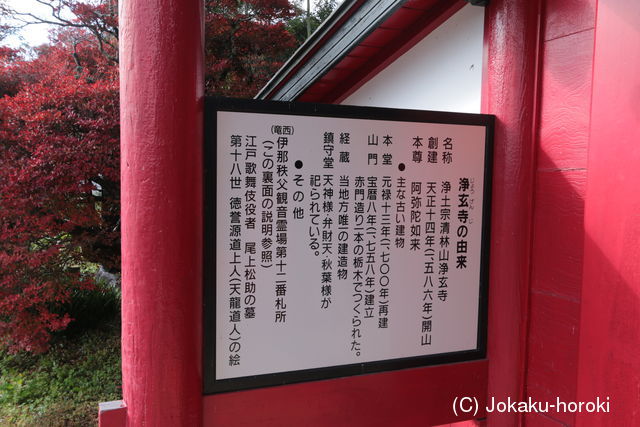 浄玄寺の由来
名称 浄土宗清林山浄玄寺
創建 天正十四年(一、五八六年)開山
本尊 阿弥陀如来
●主な古い建物
本堂 元禄十三年(一、七〇〇年)再建
山門 宝暦八年(一、七五八年)建立
赤門造り一本の栃木でつくられた。
経蔵 当地方唯一の建造物
鎮守堂 天神様・弁財天・秋葉様が
祀られている。
●その他
(竜西)
伊那秩父観音霊場第十二番札所
(この裏面の説明参照)
江戸歌舞伎役者 尾上松助の墓
第十八世 徳誉源道上人(天龍道人)の絵
(C) Jokaku-horoki